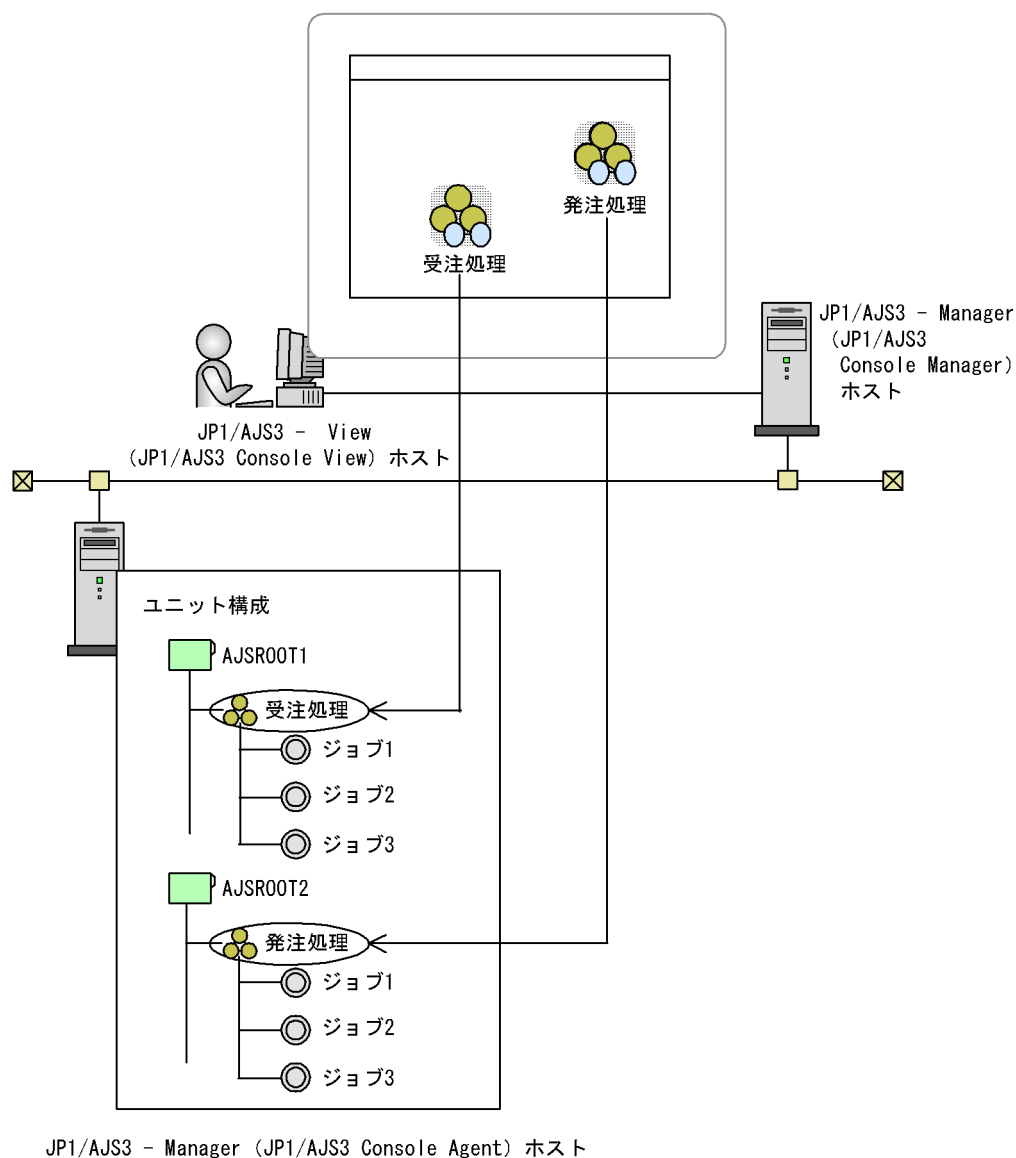 発注処理
受注処理
JP1/AJS3 - Manager
(JP1/AJS3
Console Manager)
ホスト
JP1/AJS3 - View
(JP1/AJS3 Console View) ホスト
ユニット構成
AJSROOT1
受注処理
ジョブ1
ジョブ2
ジョブ3
AJSROOT2
発注処理
ジョブ1
ジョブ2
ジョブ3
JP1/AJS3 - Manager (JP1/AJS3 Console Agent) ホスト